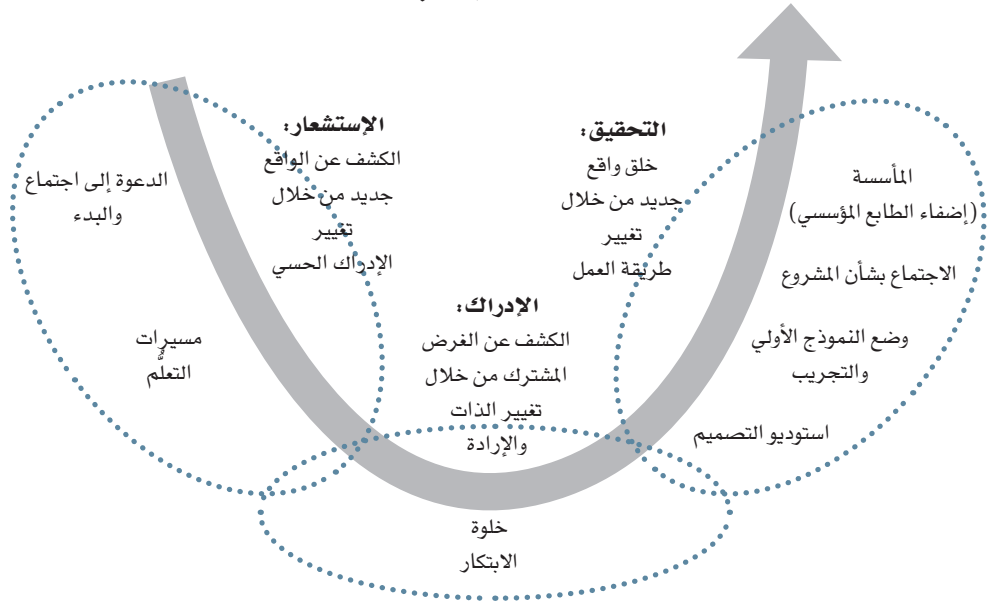 الإستشعار:
الكشف عن الواقع
جديد من خلال
تغيير
الإدراك الحسي
التحقيق:
خلق واقع
جديد من خلال
تغيير
طريقة العمل
الإدراك:
الكشف عن الغرض
المشترك من خلال
تغيير الذات
والإرادة
الدعوة إلى اجتماع
والبدء
مسيرات
التعلُّم
خلوة
الابتكار
استوديو التصميم
وضع النموذج الأولي
والتجريب
الاجتماع بشأن المشروع
المأسسة
(إضفاء الطابع المؤسسي)